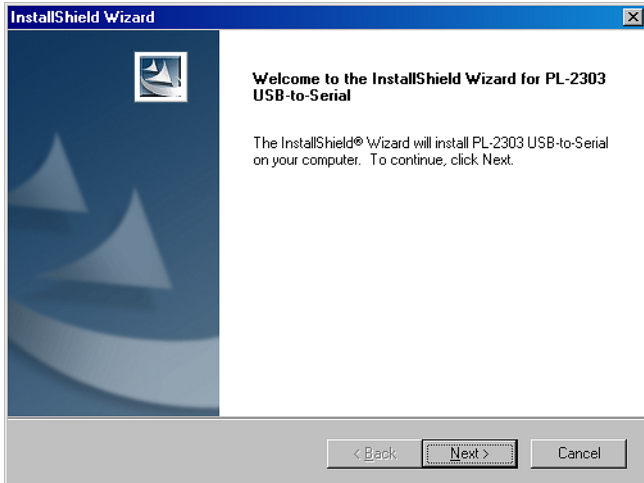 InstallShield Wizard
Welcome to the InstallShield Wizard for PL-2303
USB-to-Serial
The InstallShield® Wizard will install PL-2303 USB-to-Serial
on your computer. To continue, click Next.
< Back
Next >
Cancel